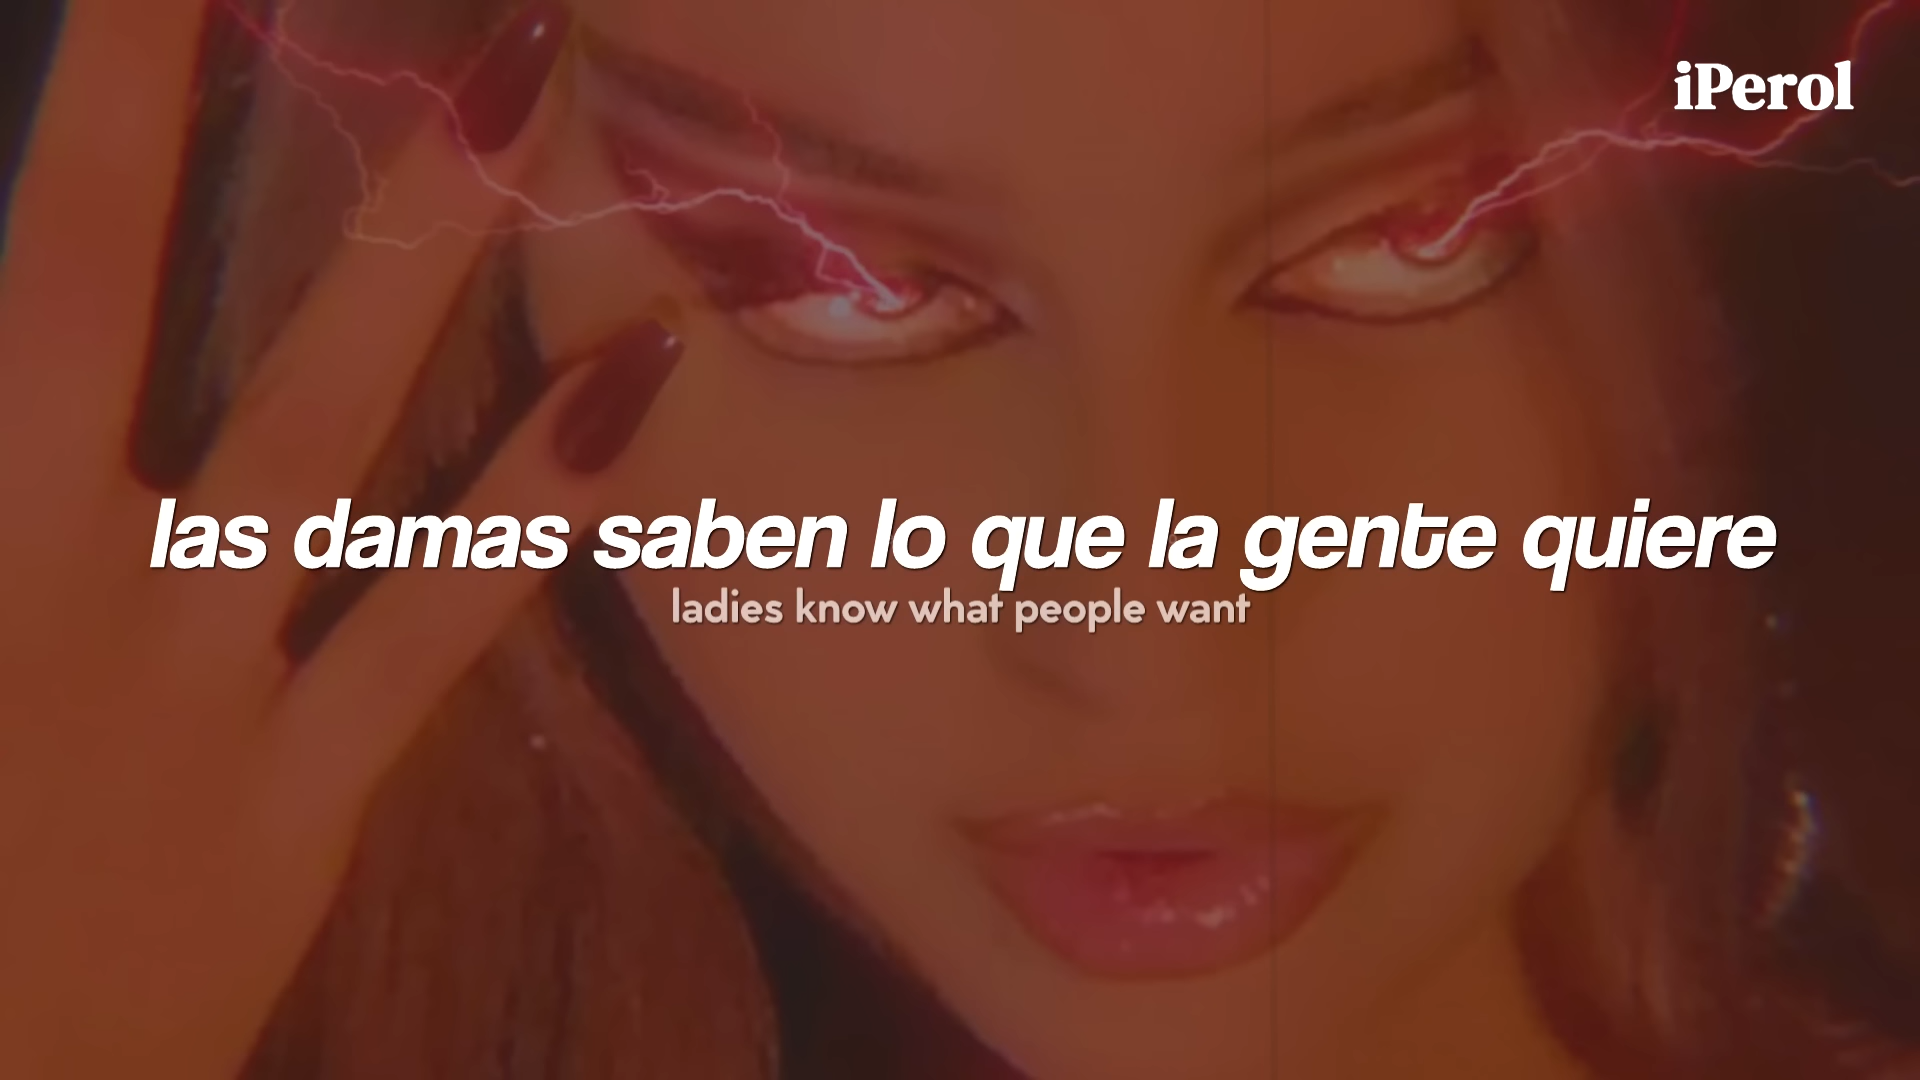 iPerol
las damas saben lo que la gente quiere
ladies know what people want